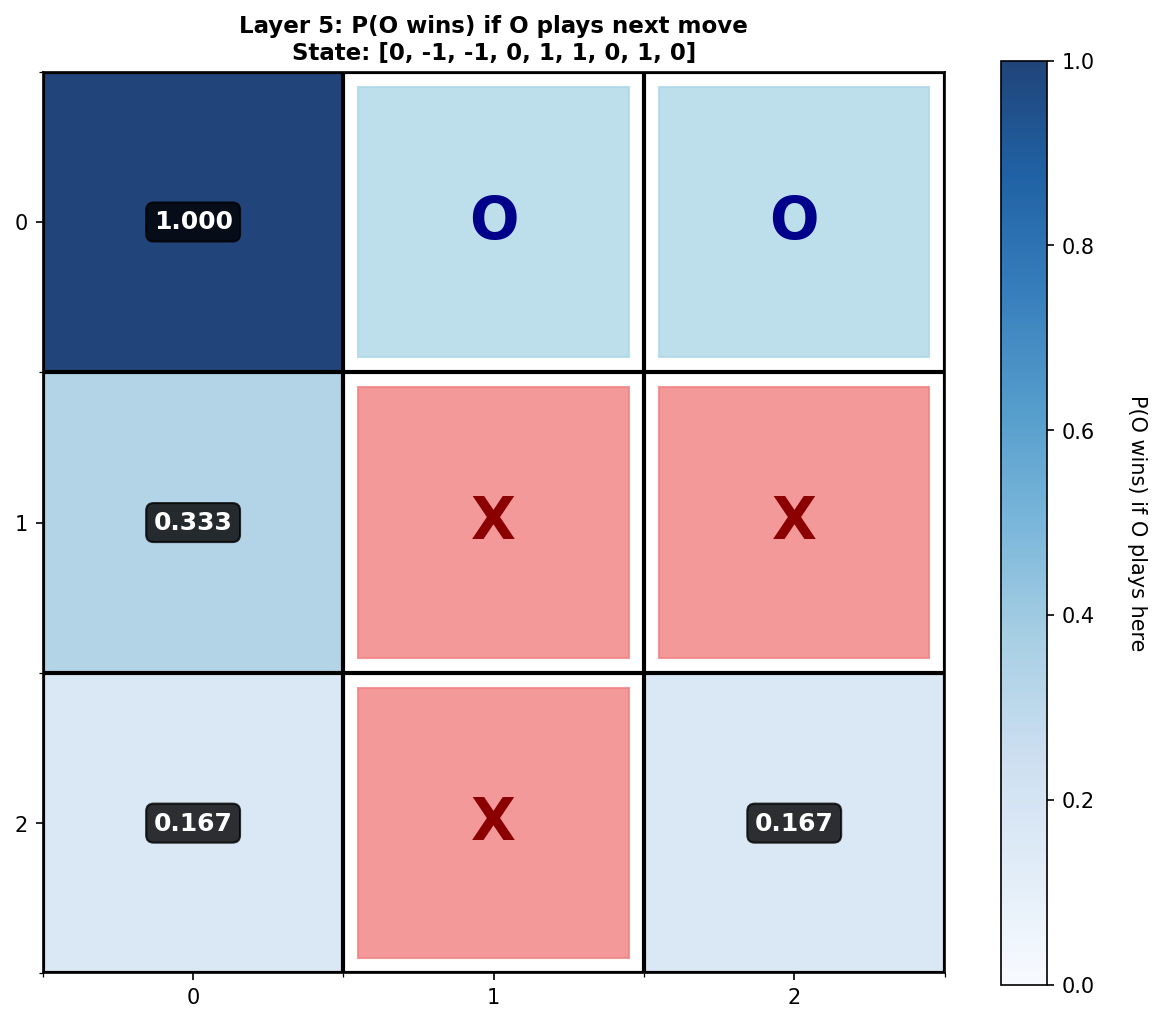 Layer 5: P(O wins) if O plays next move
State: [0, -1, -1, 0, 1, 1, 0, 1, 0]
0
1.000
O
O
1
0.333
X
X
2
0.167
X
0.167
0
1
2
1.0
0.8
0.6
0.4
0.2
0.0
P(O wins) if O plays here